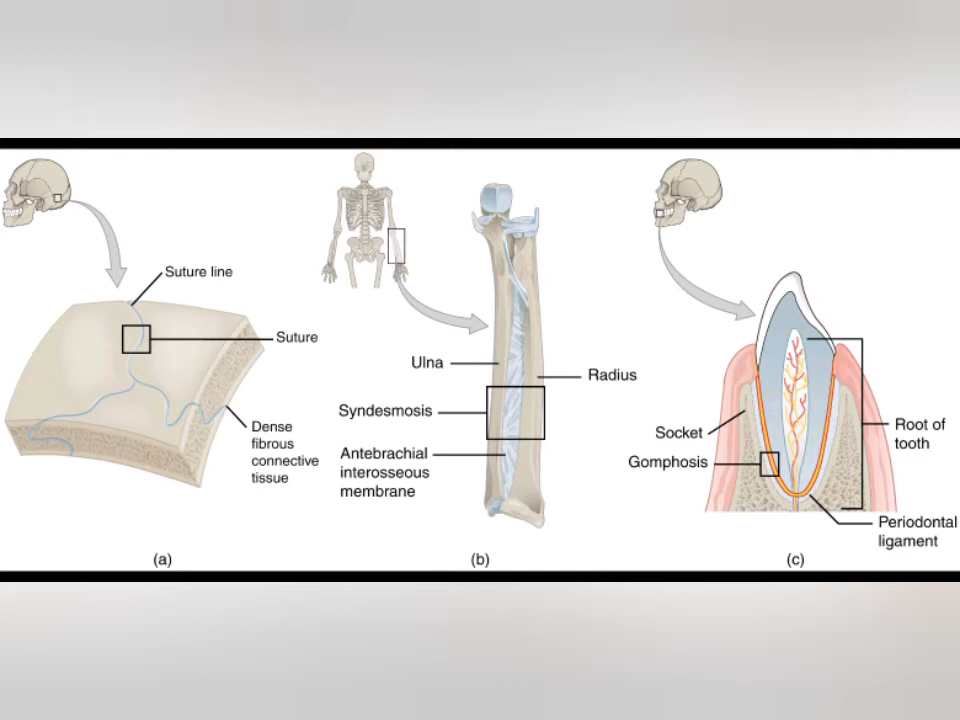 Suture line
Suture
Dense
fibrous
connective
tissue
(a)
Ulna
Radius
Syndesmosis
Antebrachial
interosseous
membrane
(b)
Socket
Gomphosis
Root of
tooth
Periodontal
ligament
(c)